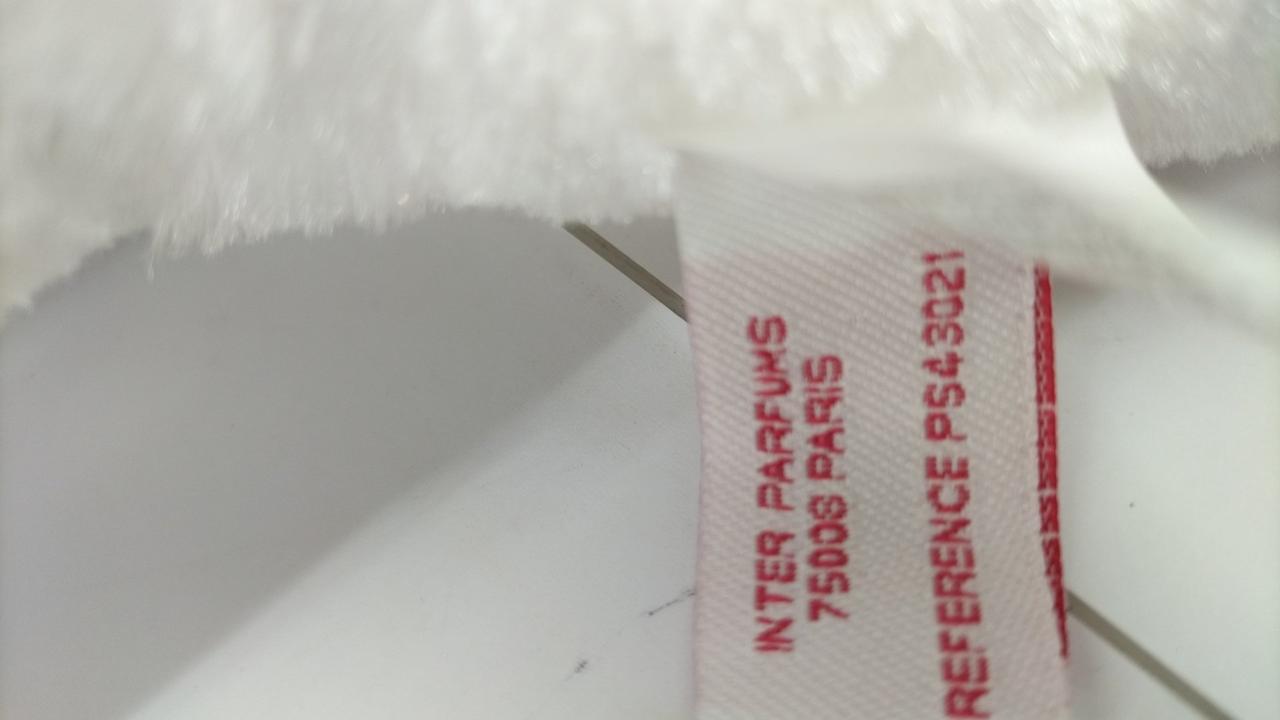 INTER PARFUMS
75008 PARIS
REFERENCE PS43021